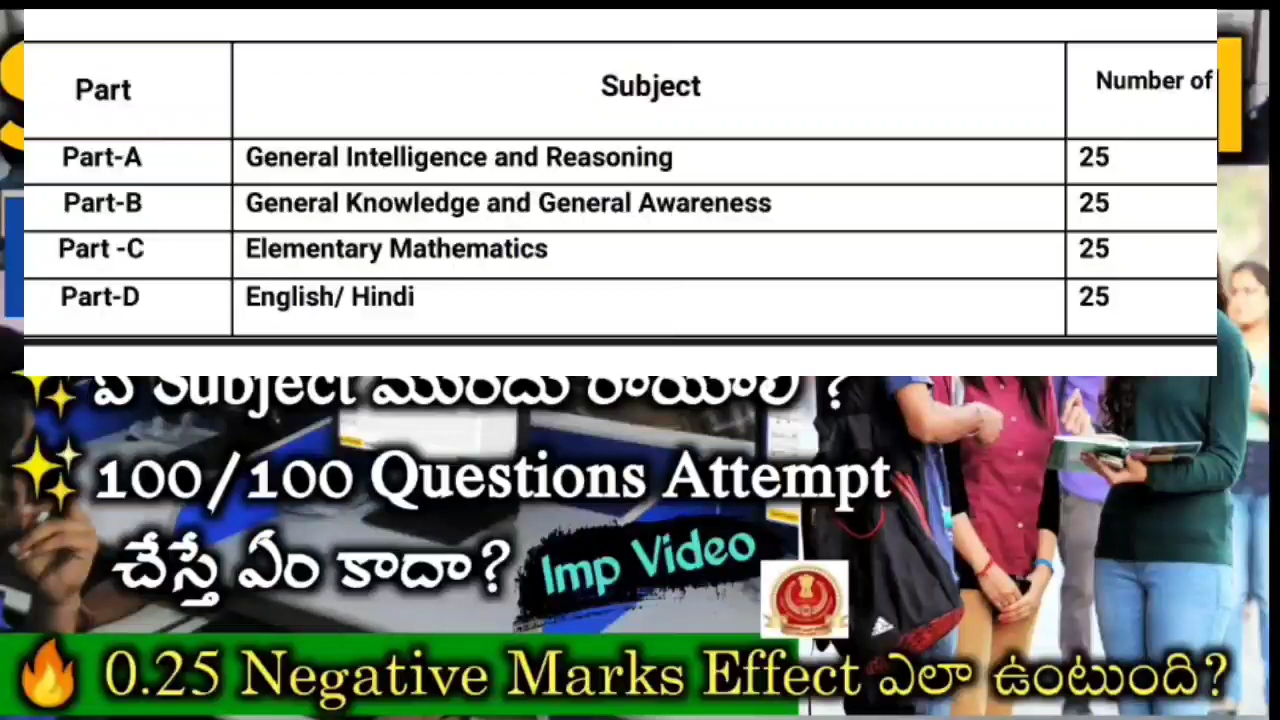 Part Subject Number of
Part-A General Intelligence and Reasoning 25
Part-B General Knowledge and General Awareness 25
Part -C Elementary Mathematics 25
Part-D English/ Hindi 25
ఏ Subject ముందు రాయాలి ?
100/100 Questions Attempt
చేస్తే ఏం కాదా?
Imp Video
0.25 Negative Marks Effect ఎలా ఉంటుంది?